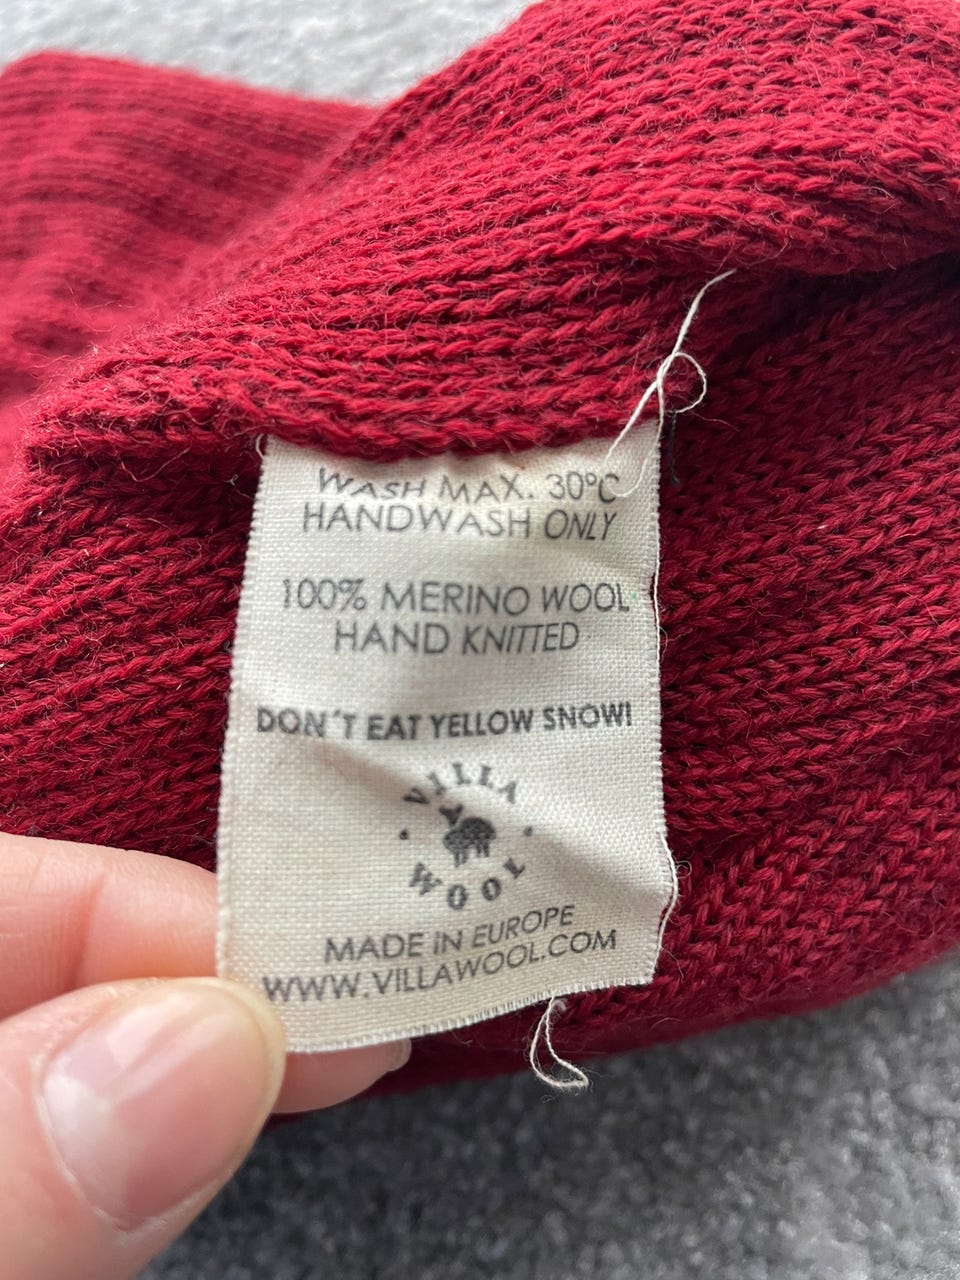 WASH MAX. 30°C
HANDWASH ONLY
100% MERINO WOOL
HAND KNITTED
DON'T EAT YELLOW SNOW!
VILLA
WOOL
MADE IN EUROPE
WWW.VILLAWOOL.COM